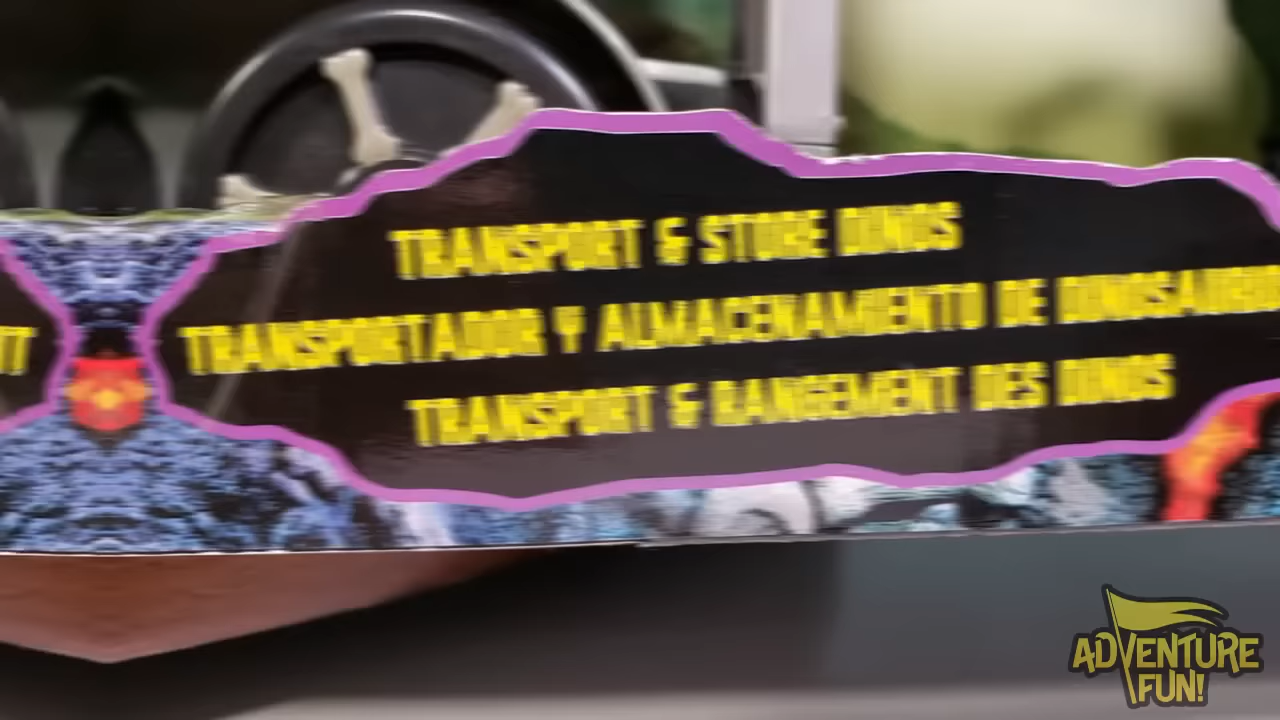 TRANSPORT & STORE DINOS
TRANSPORTADOR Y ALMACENAMIENTO DE
TRANSPORT & RANGEMENT DES DINOS
ADVENTURE
FUN!